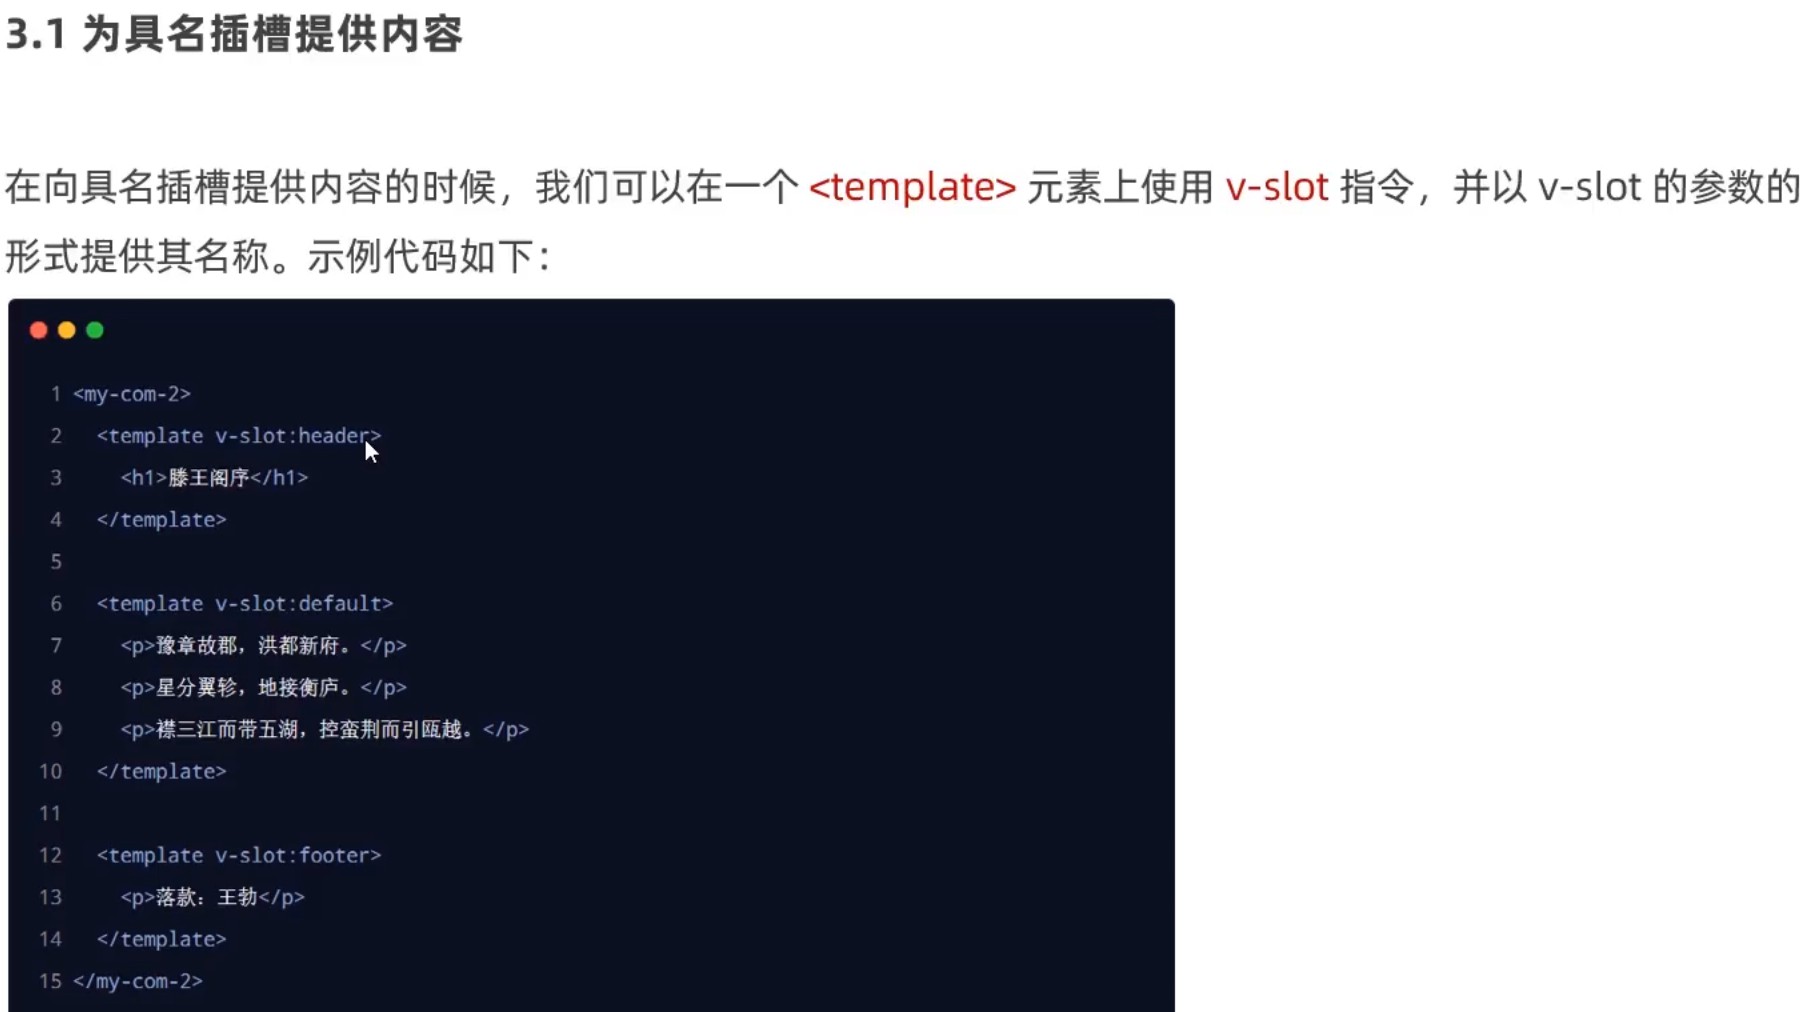 3.1 为具名插槽提供内容
在向具名插槽提供内容的时候，我们可以在一个 <template> 元素上使用 v-slot 指令，并以 v-slot 的参数的
形式提供其名称。示例代码如下：
1 <my-com-2>
2 <template v-slot:header>
3 <h1>滕王阁序</h1>
4 </template>
5
6 <template v-slot:default>
7 <p>豫章故郡，洪都新府。</p>
8 <p>星分翼轸，地接衡庐。</p>
9 <p>襟三江而带五湖，控蛮荆而引瓯越。</p>
10 </template>
11
12 <template v-slot:footer>
13 <p>落款：王勃</p>
14 </template>
15 </my-com-2>